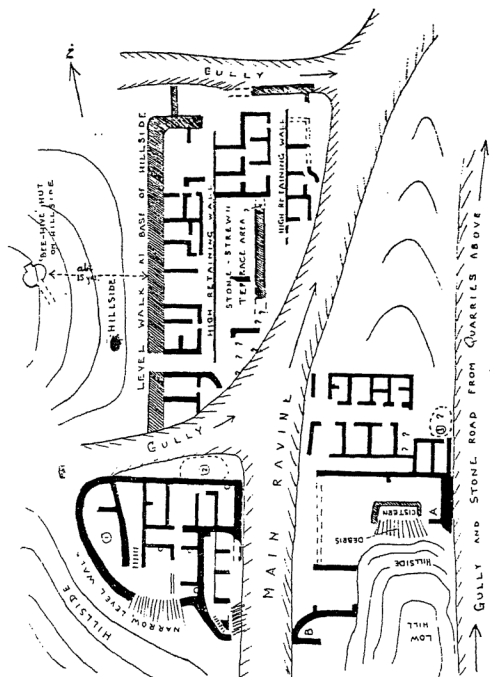 GULLY
N
BEE-HIVE HUT
ON HILLSIDE
HILLSIDE
LEVEL WALK AT BASE OF HILLSIDE
HIGH RETAINING WALL
STONE-STREWN
TERRACE AREA
HIGH RETAINING WALL
? ? ?
? ?
GULLY
1
2
NARROW LEVEL WALK
HILLSIDE
MAIN RAVINE
? ?
?
A
CISTERN
DEBRIS
HILLSIDE
B
LOW
HILL
GULLY AND STONE ROAD FROM QUARRIES ABOVE